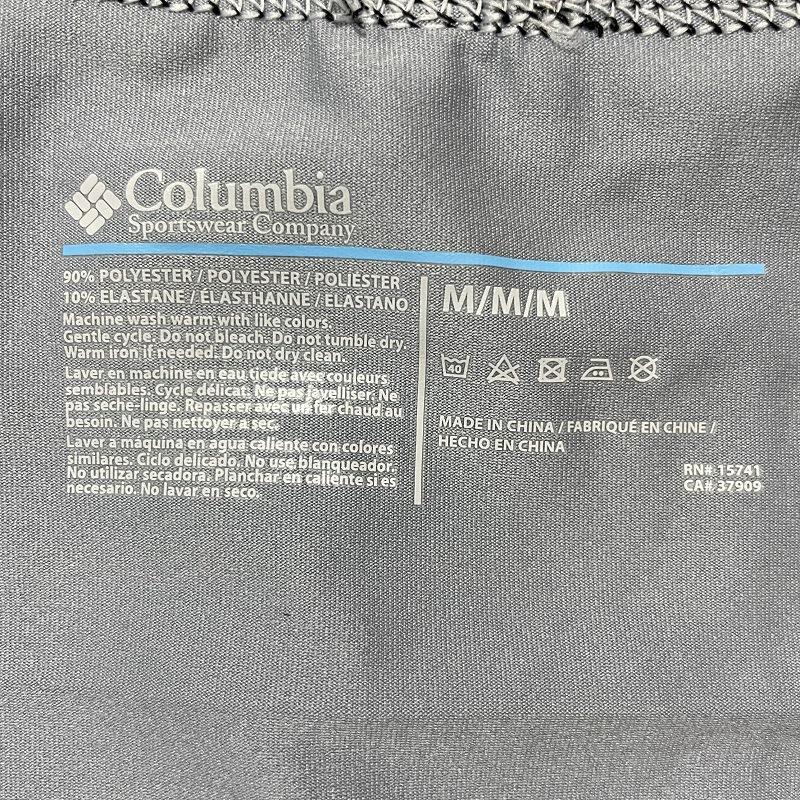 Columbia
Sportswear Company
90% POLYESTER / POLYESTER / POLIÉSTER
10% ELASTANE / ÉLASTHANNE / ELASTANO
Machine wash warm with like colors.
Gentle cycle. Do not bleach. Do not tumble dry.
Warm iron if needed. Do not dry clean.
Laver en machine en eau tiede avec couleurs
semblables. Cycle délicat. Ne pas javelliser. Ne
pas seche-linge. Repasser avec un fer chaud au
besoin. Ne pas nettoyer a sec.
Lavar a maquina en agua caliente con colores
similares. Ciclo delicado. No use blanqueador.
No utilizar secadora. Planchar en caliente si es
necesario. No lavar en seco.
M/M/M
40
MADE IN CHINA / FABRIQUÉ EN CHINE /
HECHO EN CHINA
RN# 15741
CA# 37909